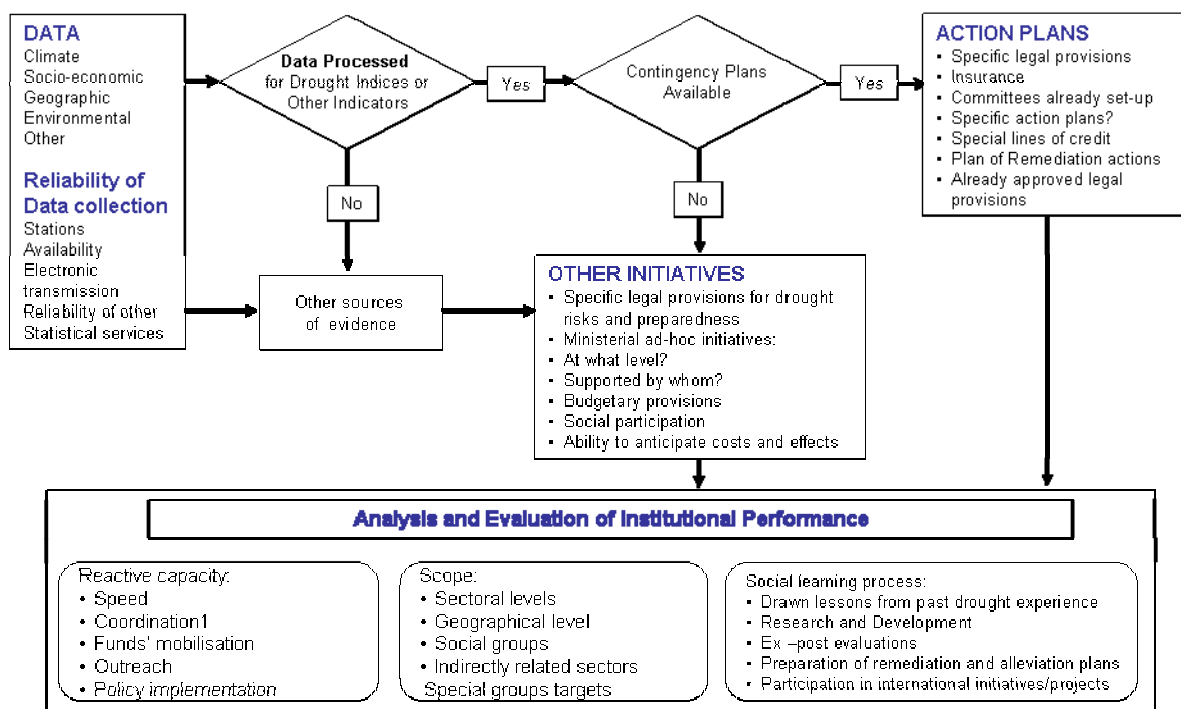 DATA
Climate
Socio-economic
Geographic
Environmental
Other
Reliability of
Data collection
Stations
Availability
Electronic
transmission
Reliability of other
Statistical services
Data Processed
for Drought Indices or
Other Indicators
Yes
No
Contingency Plans
Available
Yes
No
ACTION PLANS
▪ Specific legal provisions
▪ Insurance
▪ Committees already set-up
▪ Specific action plans?
▪ Special lines of credit
▪ Plan of Remediation actions
▪ Already approved legal
provisions
Other sources
of evidence
OTHER INITIATIVES
▪ Specific legal provisions for drought
risks and preparedness
▪ Ministerial ad-hoc initiatives:
▪ At what level?
▪ Supported by whom?
▪ Budgetary provisions
▪ Social participation
▪ Ability to anticipate costs and effects
Analysis and Evaluation of Institutional Performance
Reactive capacity:
• Speed
• Coordination1
• Funds' mobilisation
• Outreach
• Policy implementation
Scope:
• Sectoral levels
• Geographical level
• Social groups
• Indirectly related sectors
Special groups targets
Social learning process:
• Drawn lessons from past drought experience
• Research and Development
• Ex –post evaluations
• Preparation of remediation and alleviation plans
• Participation in international initiatives/projects